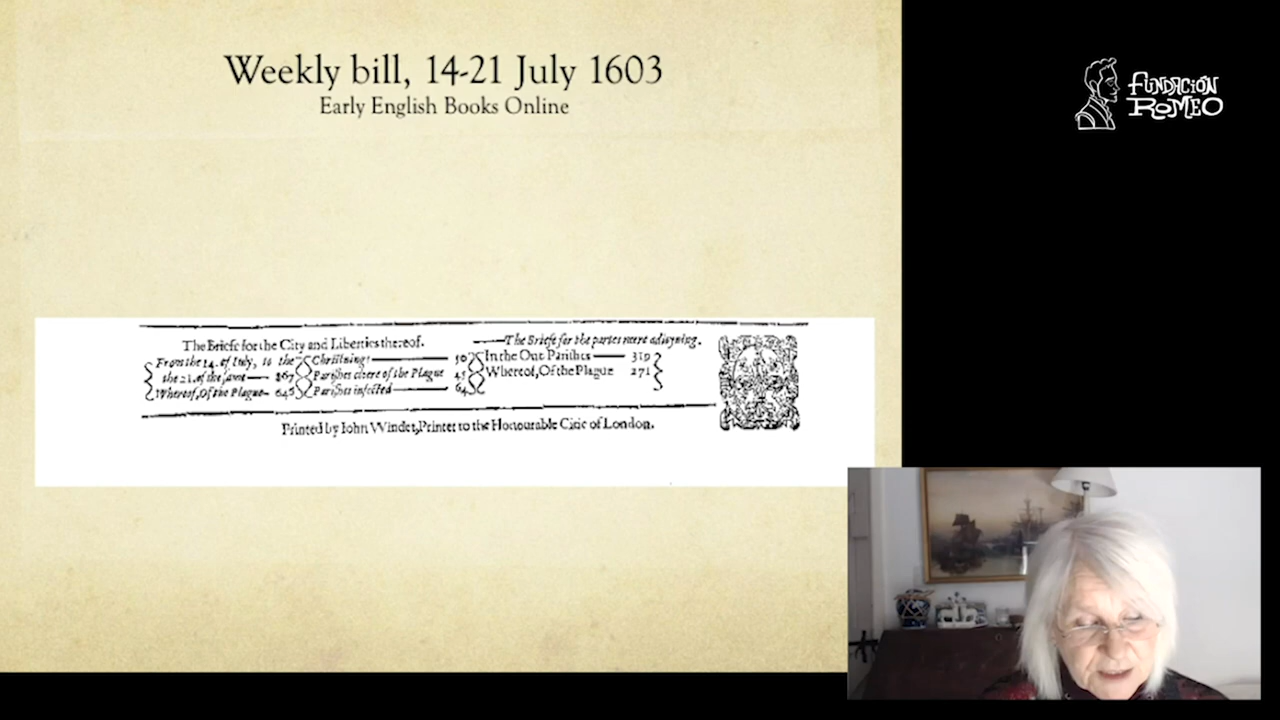 Weekly bill, 14-21 July 1603
Early English Books Online
FUNDACIÓN
ROMEO
The Briefe for the City and Liberties thereof.
From the 14. of Iuly, to the
the 21. of the same 867
Whereof, Of the Plague 646
Christnings 50
Parishes clere of the Plague 45
Parishes infected 64
The Briefe for the partes nere adioyning.
In the Out Parishes 319
Whereof, Of the Plague 271
Printed by Iohn Windet, Printer to the Honourable Citie of London.